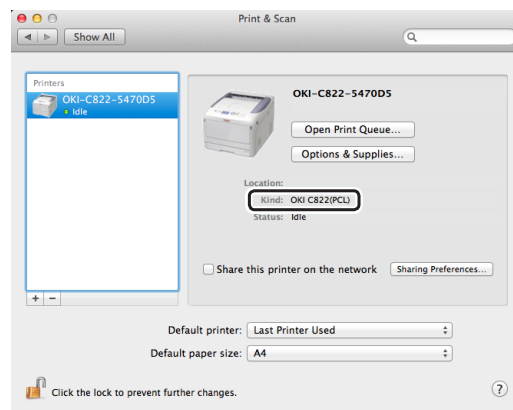 Print & Scan
Show All
Printers
OKI-C822-5470D5
Idle
OKI-C822-5470D5
Open Print Queue...
Options & Supplies...
Location:
Kind: OKI C822(PCL)
Status: Idle
Share this printer on the network
Sharing Preferences...
+ −
Default printer: Last Printer Used
Default paper size: A4
Click the lock to prevent further changes.
?